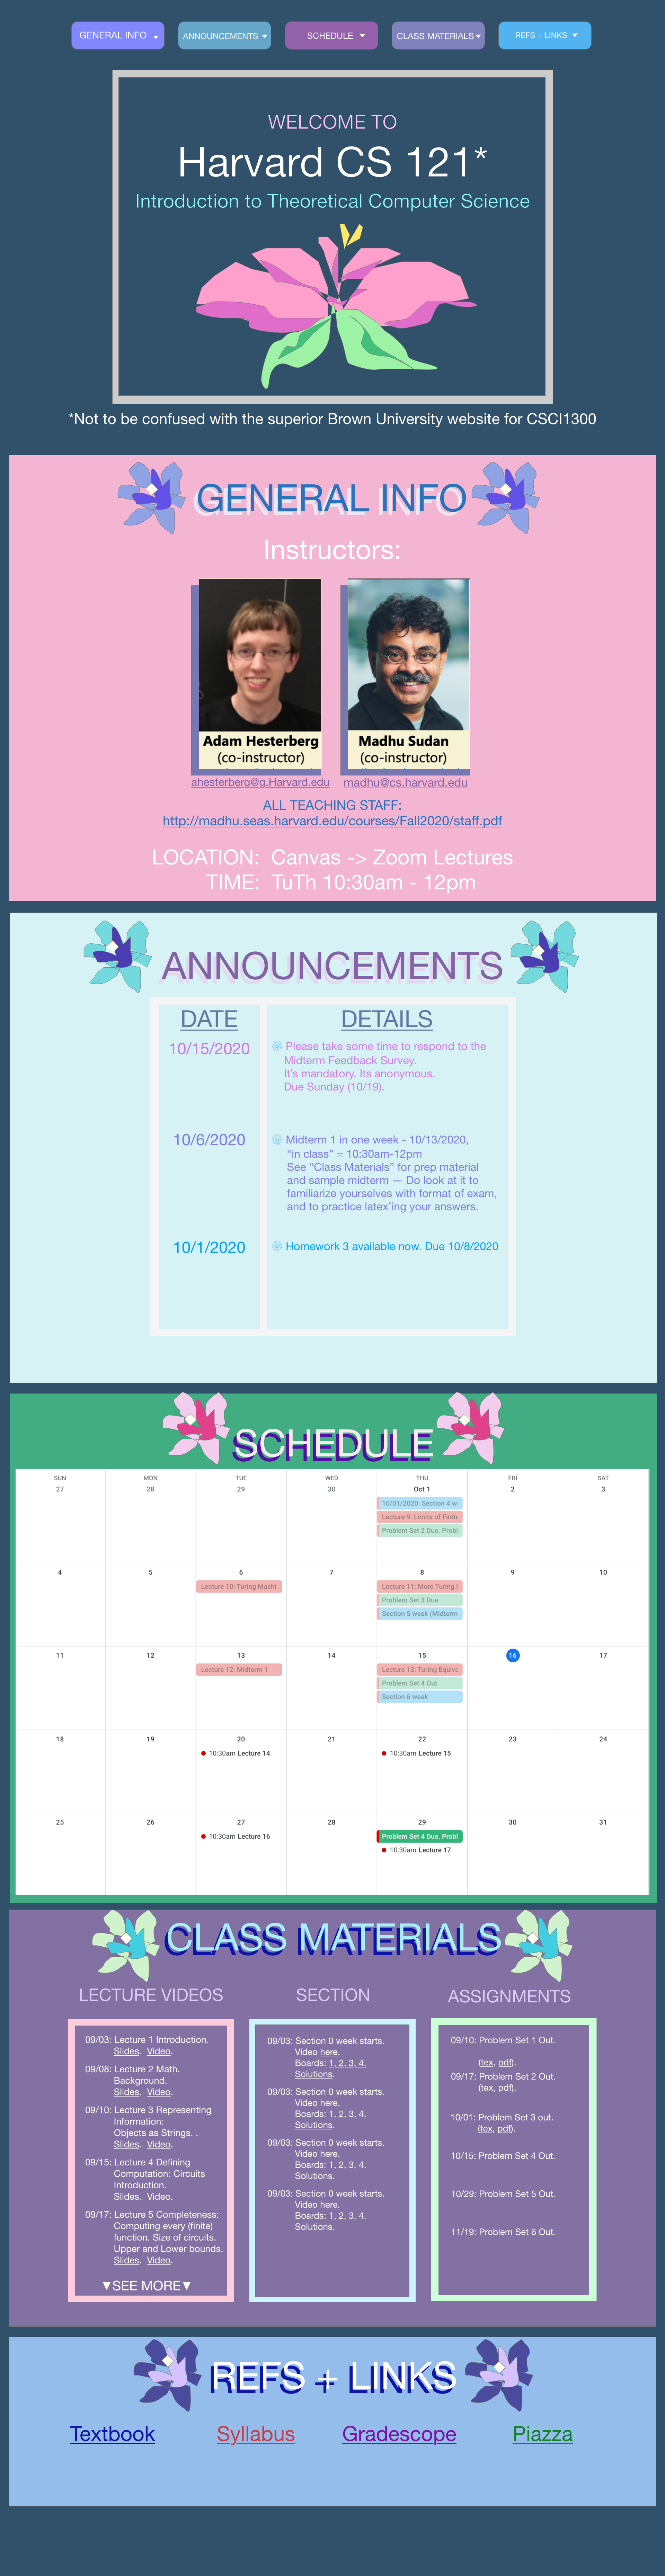 GENERAL INFO
ANNOUNCEMENTS
SCHEDULE
CLASS MATERIALS
REFS + LINKS
WELCOME TO
Harvard CS 121*
Introduction to Theoretical Computer Science
*Not to be confused with the superior Brown University website for CSCI1300
GENERAL INFO
Instructors:
Adam Hesterberg
(co-instructor)
ahesterberg@g.Harvard.edu
Madhu Sudan
(co-instructor)
madhu@cs.harvard.edu
ALL TEACHING STAFF:
http://madhu.seas.harvard.edu/courses/Fall2020/staff.pdf
LOCATION: Canvas -> Zoom Lectures
TIME: TuTh 10:30am - 12pm
ANNOUNCEMENTS
DATE
DETAILS
10/15/2020
Please take some time to respond to the
Midterm Feedback Survey.
It's mandatory. Its anonymous.
Due Sunday (10/19).
10/6/2020
Midterm 1 in one week - 10/13/2020,
“in class” = 10:30am-12pm
See “Class Materials” for prep material
and sample midterm — Do look at it to
familiarize yourselves with format of exam,
and to practice latex'ing your answers.
10/1/2020
Homework 3 available now. Due 10/8/2020
SCHEDULE
SUN MON TUE WED THU FRI SAT
27 28 29 30 Oct 1 2 3
10/01/2020: Section 4 w
Lecture 9: Limits of Finite
Problem Set 2 Due. Probl
4 5 6 7 8 9 10
Lecture 10: Turing Machi
Lecture 11: More Turing I
Problem Set 3 Due
Section 5 week (Midterm
11 12 13 14 15 16 17
Lecture 12: Midterm 1
Lecture 13: Turing Equiva
Problem Set 4 Out
Section 6 week
18 19 20 21 22 23 24
10:30am Lecture 14
10:30am Lecture 15
25 26 27 28 29 30 31
10:30am Lecture 16
Problem Set 4 Due. Probl
10:30am Lecture 17
CLASS MATERIALS
LECTURE VIDEOS
09/03: Lecture 1 Introduction.
Slides. Video.
09/08: Lecture 2 Math.
Background.
Slides. Video.
09/10: Lecture 3 Representing
Information:
Objects as Strings. .
Slides. Video.
09/15: Lecture 4 Defining
Computation: Circuits
Introduction.
Slides. Video.
09/17: Lecture 5 Completeness:
Computing every (finite)
function. Size of circuits.
Upper and Lower bounds.
Slides. Video.
▼SEE MORE▼
SECTION
09/03: Section 0 week starts.
Video here.
Boards: 1, 2, 3, 4.
Solutions.
09/03: Section 0 week starts.
Video here.
Boards: 1, 2, 3, 4.
Solutions.
09/03: Section 0 week starts.
Video here.
Boards: 1, 2, 3, 4.
Solutions.
09/03: Section 0 week starts.
Video here.
Boards: 1, 2, 3, 4.
Solutions.
ASSIGNMENTS
09/10: Problem Set 1 Out.
(tex, pdf).
09/17: Problem Set 2 Out.
(tex, pdf).
10/01: Problem Set 3 out.
(tex, pdf).
10/15: Problem Set 4 Out.
10/29: Problem Set 5 Out.
11/19: Problem Set 6 Out.
REFS + LINKS
Textbook
Syllabus
Gradescope
Piazza